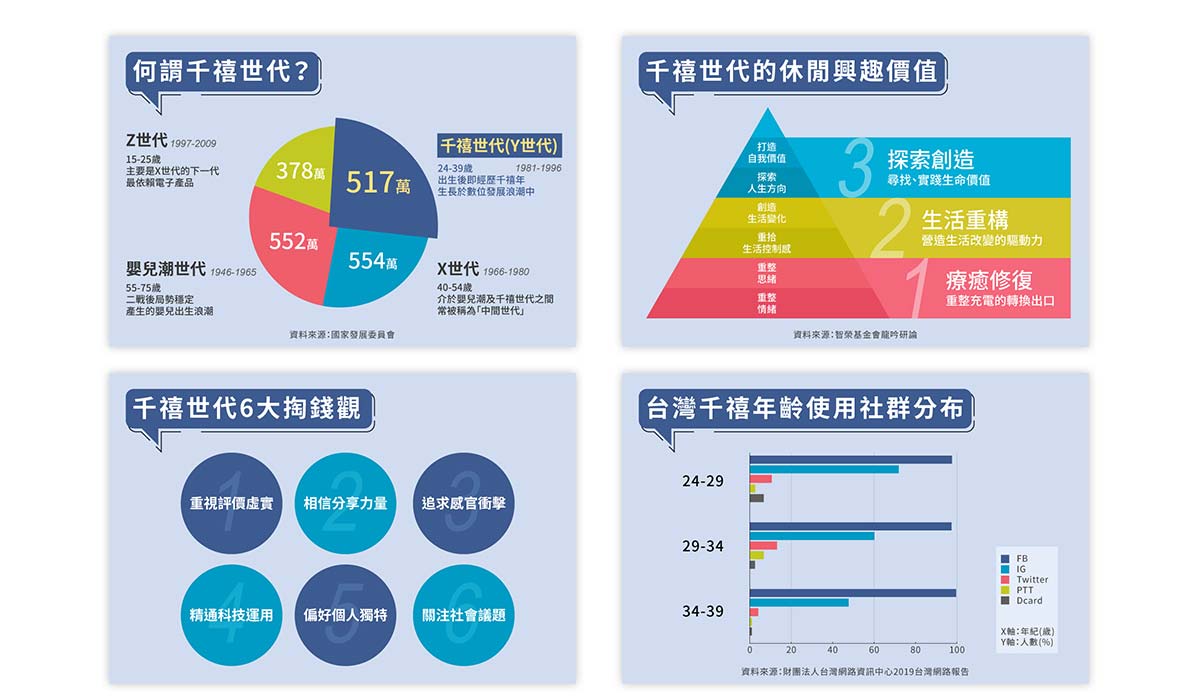 何謂千禧世代?
Z世代 1997-2009
15-25歲
主要是X世代的下一代
最依賴電子產品
378萬
517萬
552萬
554萬
千禧世代(Y世代)
24-39歲 1981-1996
出生後即經歷千禧年
生長於數位發展浪潮中
嬰兒潮世代 1946-1965
55-75歲
二戰後局勢穩定
產生的嬰兒出生浪潮
X世代 1966-1980
40-54歲
介於嬰兒潮及千禧世代之間
常被稱為「中間世代」
資料來源:國家發展委員會
千禧世代的休閒興趣價值
打造
自我價值
探索
人生方向
創造
生活變化
重拾
生活控制感
重整
思緒
重整
情緒
3 探索創造
尋找、實踐生命價值
2 生活重構
營造生活改變的驅動力
1 療癒修復
重整充電的轉換出口
資料來源:智榮基金會龍吟研論
千禧世代6大掏錢觀
1 重視評價虛實
2 相信分享力量
3 追求感官衝擊
4 精通科技運用
5 偏好個人獨特
6 關注社會議題
台灣千禧年齡使用社群分布
24-29
29-34
34-39
0 20 40 60 80 100
FB
IG
Twitter
PTT
Dcard
X軸:年紀(歲)
Y軸:人數(%)
資料來源:財團法人台灣網路資訊中心2019台灣網路報告